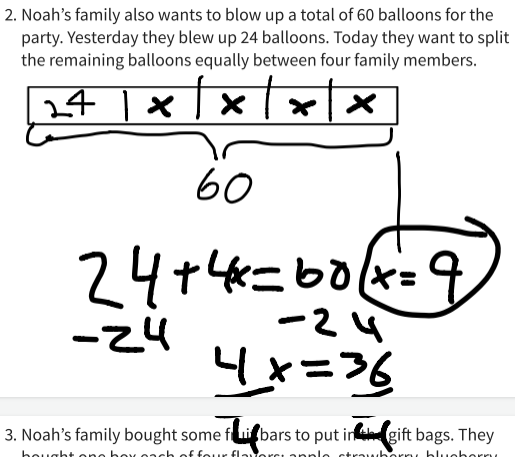 2. Noah's family also wants to blow up a total of 60 balloons for the
party. Yesterday they blew up 24 balloons. Today they want to split
the remaining balloons equally between four family members.
24 | x | x | x | x
60
24+4x=60 x=9
-24 -24
4x=36
4 4
3. Noah's family bought some fruit bars to put in the gift bags. They
bought one box each of four flavors: apple, strawberry, blueberry